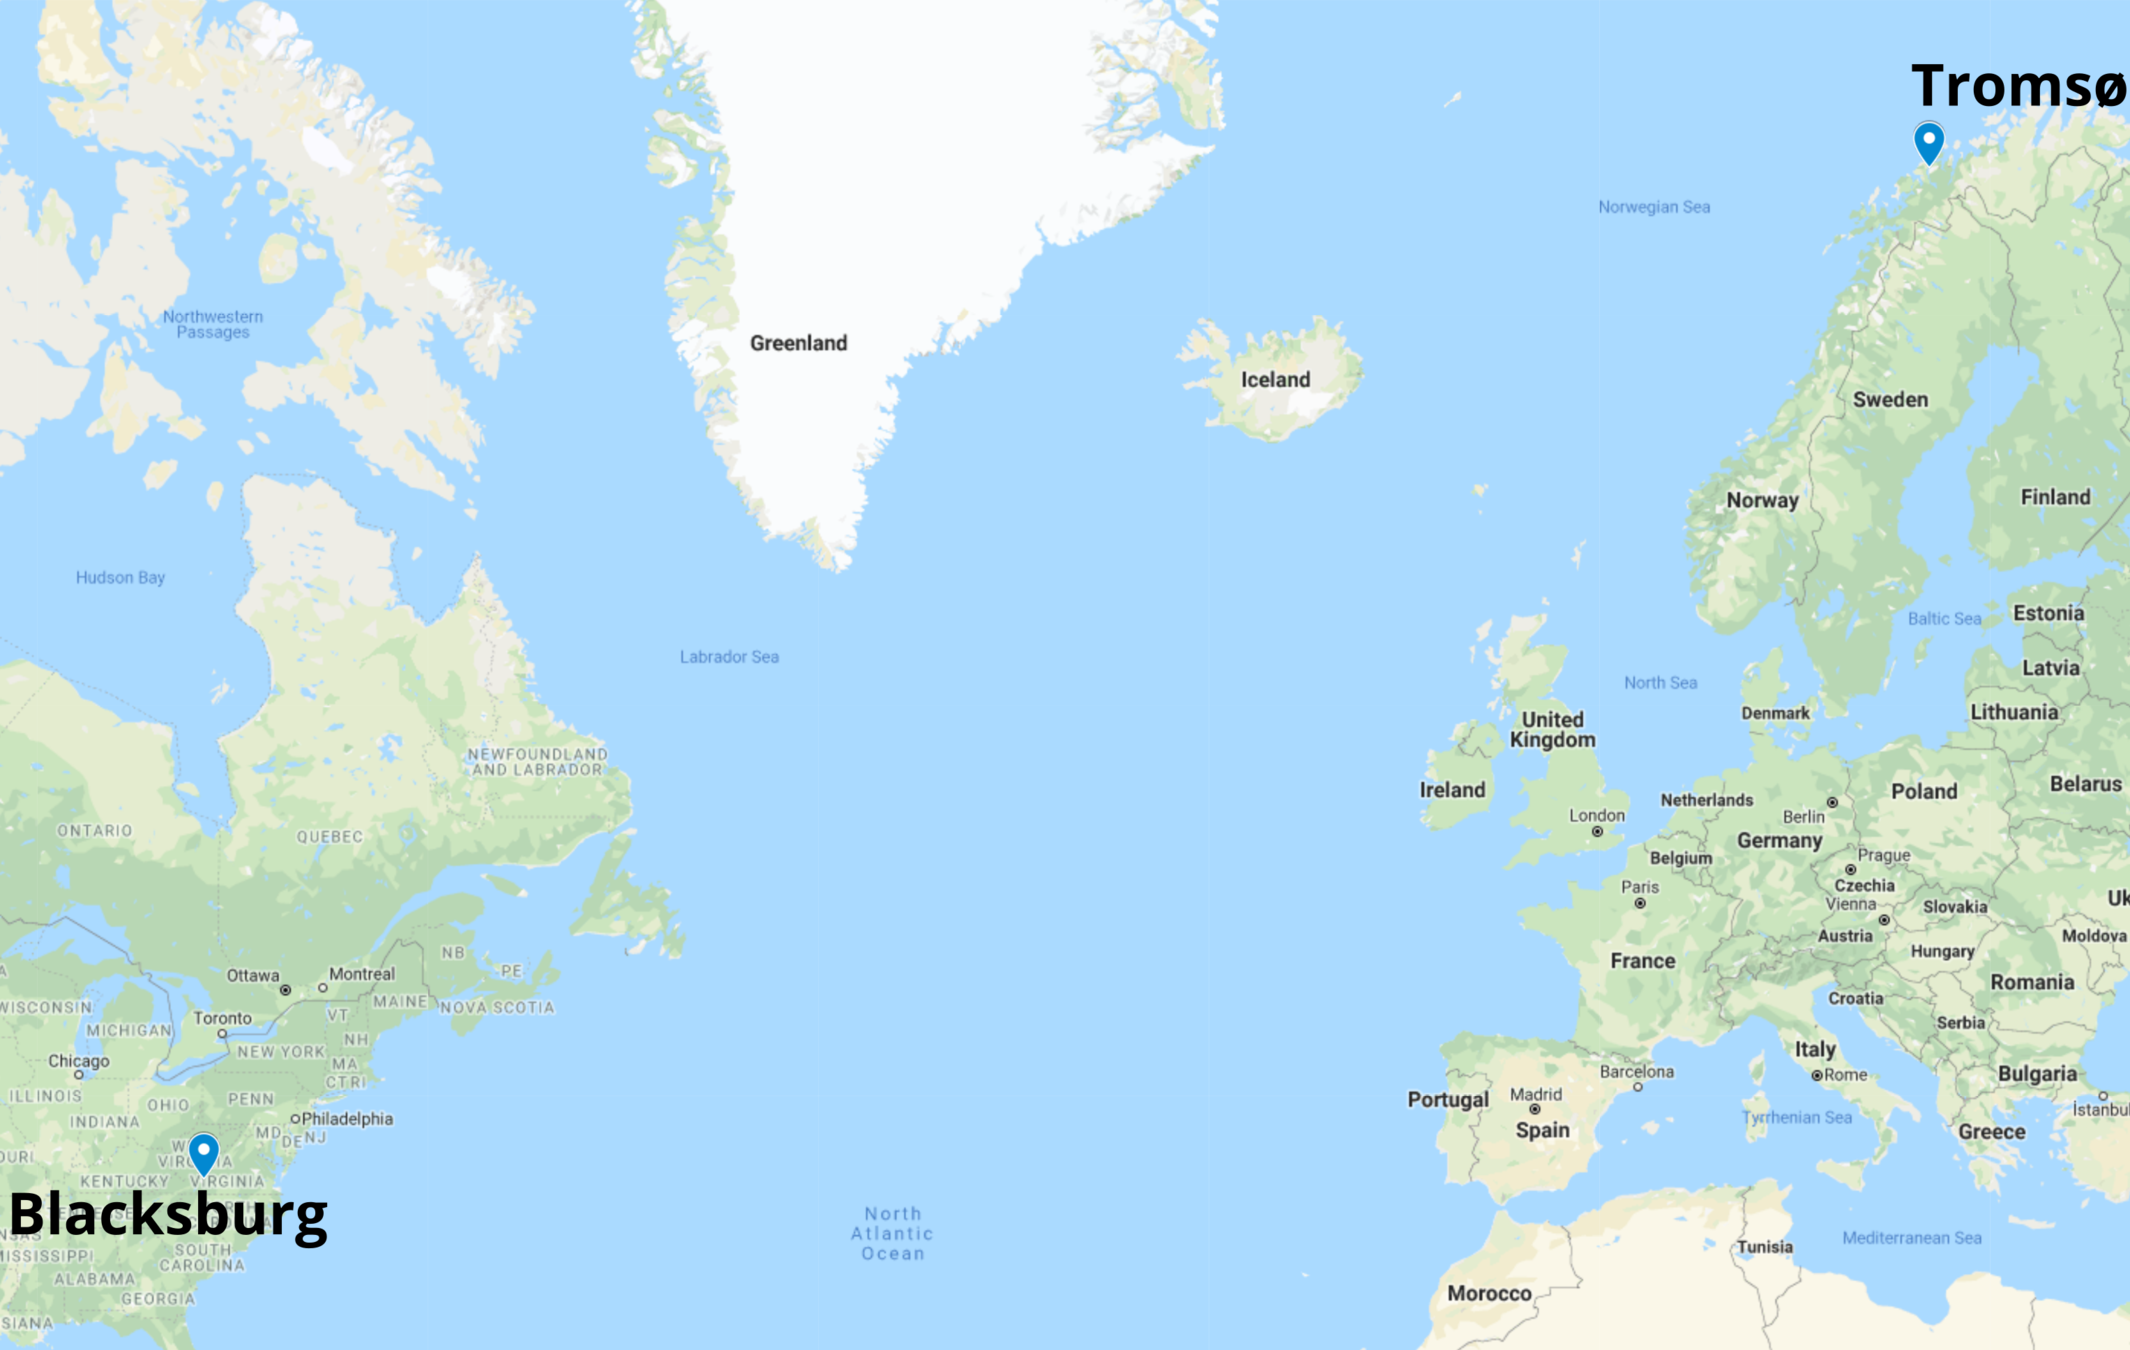 Tromsø
Norwegian Sea
Northwestern
Passages
Greenland
Iceland
Sweden
Norway
Finland
Hudson Bay
Estonia
Baltic Sea
Labrador Sea
Latvia
North Sea
Lithuania
Denmark
United
Kingdom
NEWFOUNDLAND
AND LABRADOR
Ireland
Belarus
Poland
Netherlands
Berlin
London
ONTARIO
QUEBEC
Germany
Belgium
Prague
Czechia
Paris
Vienna
Slovakia
Uk
Austria
Moldova
Hungary
NB
France
PE
Ottawa
Montreal
Romania
WISCONSIN
MAINE
NOVA SCOTIA
Croatia
VT
Toronto
MICHIGAN
Serbia
NH
NEW YORK
Italy
Chicago
MA
Barcelona
Rome
Bulgaria
CT RI
ILLINOIS
PENN
Madrid
Portugal
OHIO
İstanbul
Philadelphia
INDIANA
Tyrrhenian Sea
Spain
Greece
MD
DE
NJ
VIRGINIA
KENTUCKY
VIRGINIA
Blacksburg
North
Atlantic
Ocean
Mediterranean Sea
Tunisia
MISSISSIPPI
SOUTH
CAROLINA
ALABAMA
Morocco
GEORGIA
SIANA